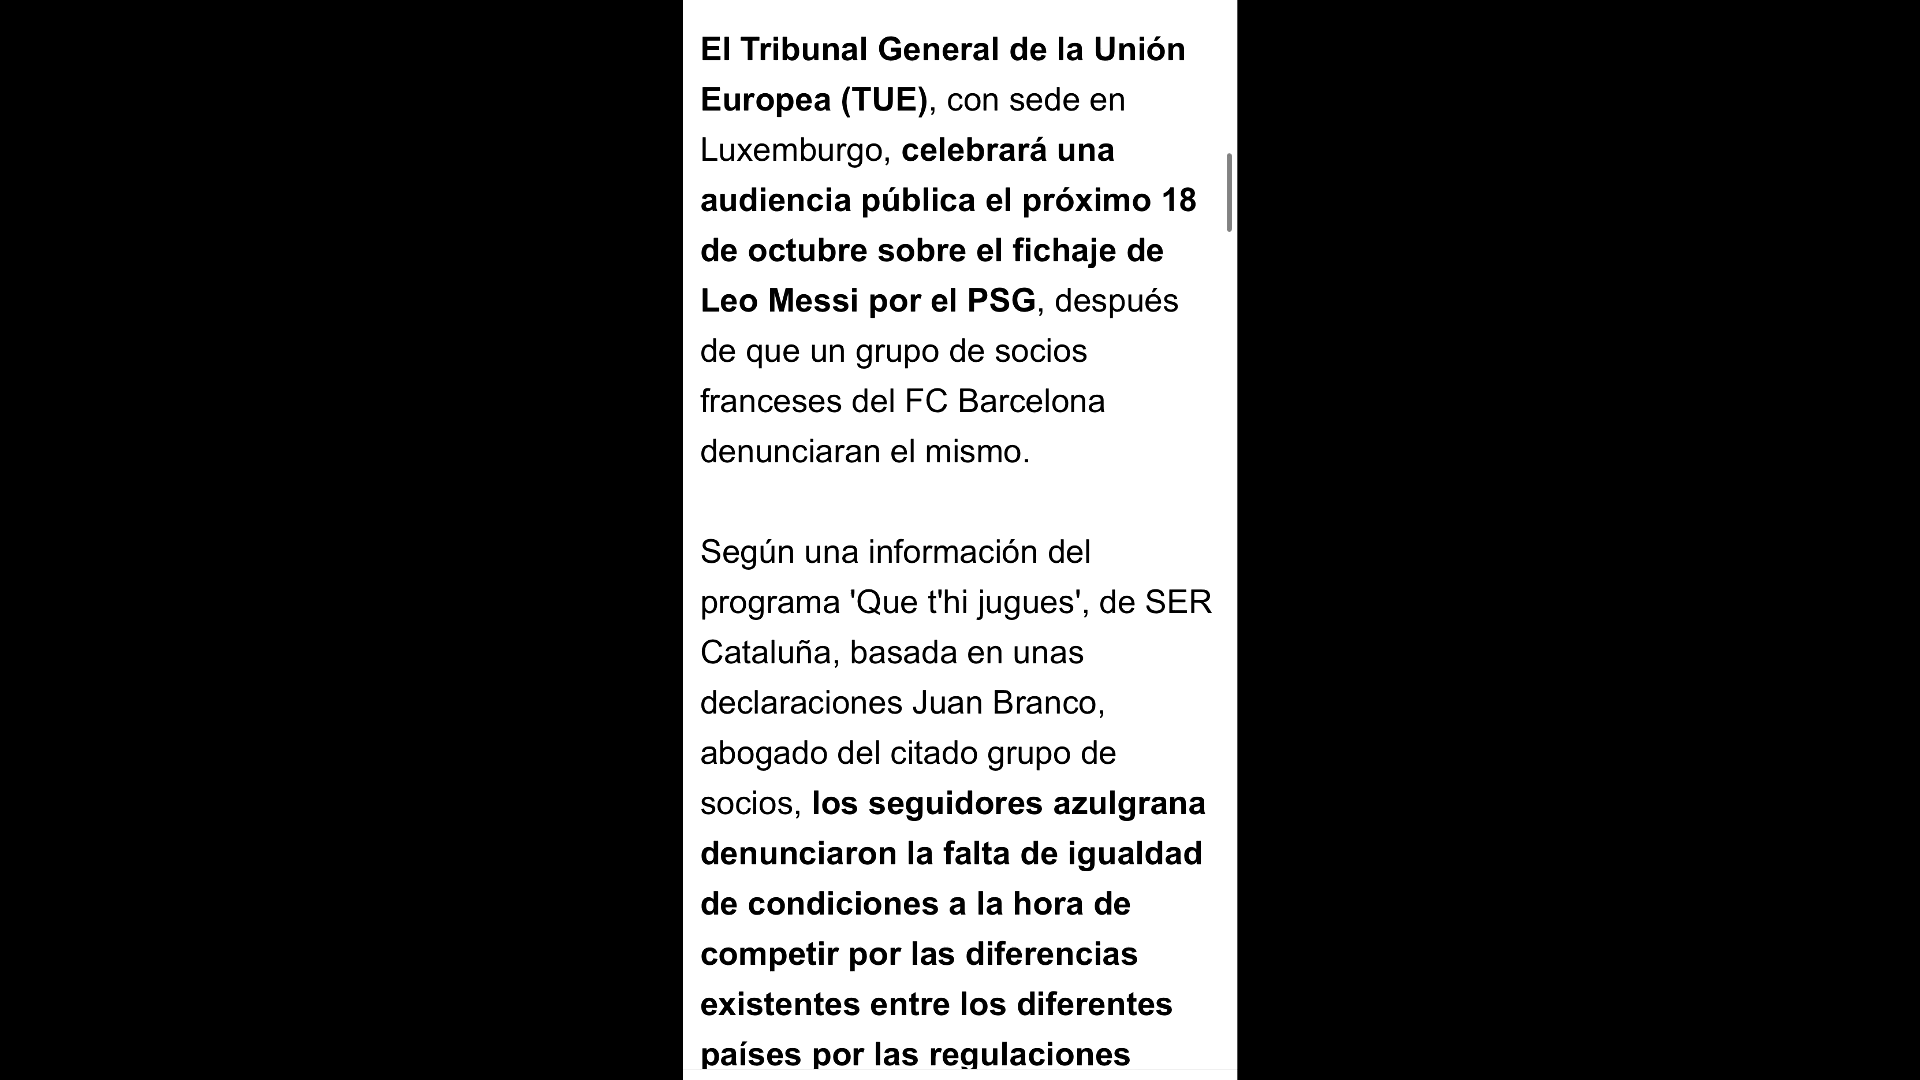 El Tribunal General de la Unión
Europea (TUE), con sede en
Luxemburgo, celebrará una
audiencia pública el próximo 18
de octubre sobre el fichaje de
Leo Messi por el PSG, después
de que un grupo de socios
franceses del FC Barcelona
denunciaran el mismo.
Según una información del
programa 'Que t'hi jugues', de SER
Cataluña, basada en unas
declaraciones Juan Branco,
abogado del citado grupo de
socios, los seguidores azulgrana
denunciaron la falta de igualdad
de condiciones a la hora de
competir por las diferencias
existentes entre los diferentes
países por las regulaciones